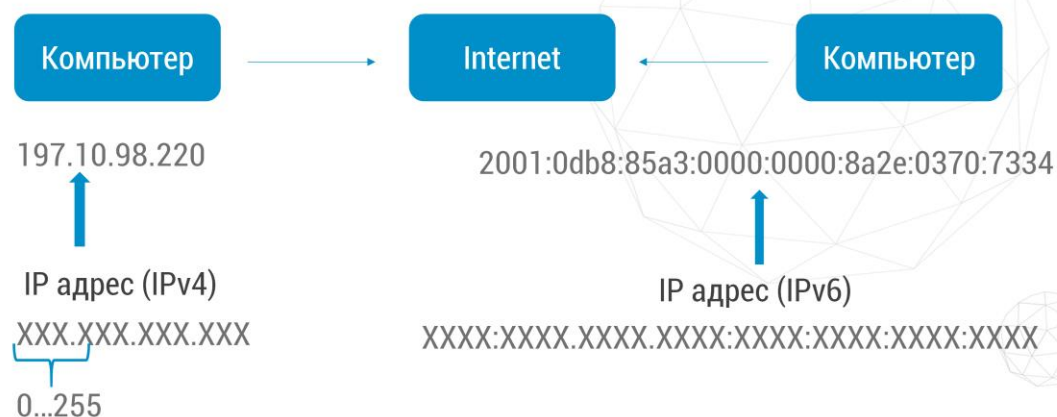 Компьютер
Internet
Компьютер
197.10.98.220
2001:0db8:85a3:0000:0000:8a2e:0370:7334
IP адрес (IPv4)
IP адрес (IPv6)
XXX.XXX.XXX.XXX
XXXX:XXXX.XXXX.XXXX:XXXX:XXXX:XXXX:XXXX
0...255